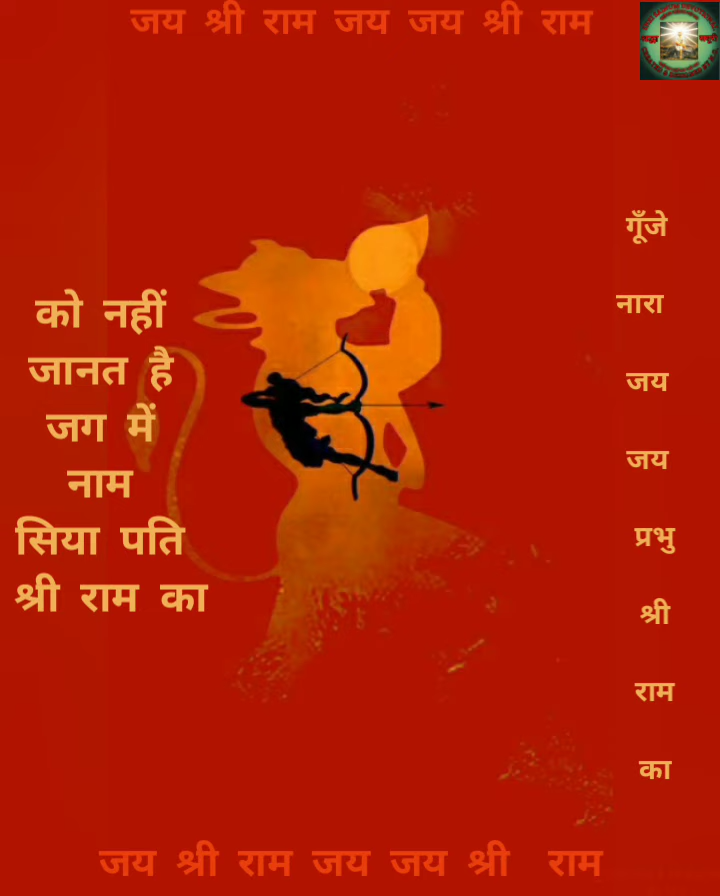 जय श्री राम जय जय श्री राम
को नहीं
जानत है
जग में
नाम
सिया पति
श्री राम का
गूँजे
नारा
जय
जय
प्रभु
श्री
राम
का
जय श्री राम जय जय श्री राम